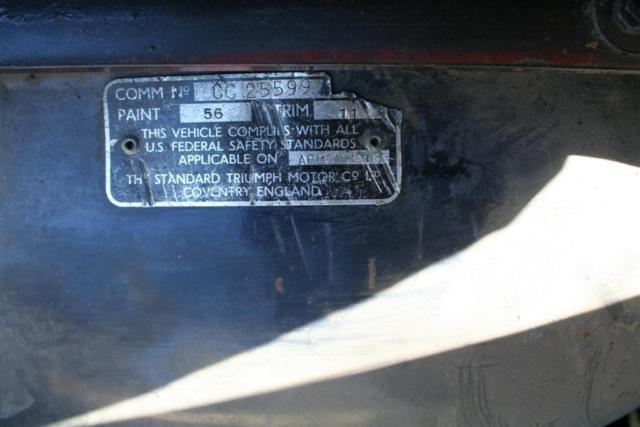 COMM Nº CC 25599
PAINT 56 TRIM 11
THIS VEHICLE COMPLIES WITH ALL
U.S. FEDERAL SAFETY STANDARDS
APPLICABLE ON
THE STANDARD TRIUMPH MOTOR Cº LTD
COVENTRY ENGLAND